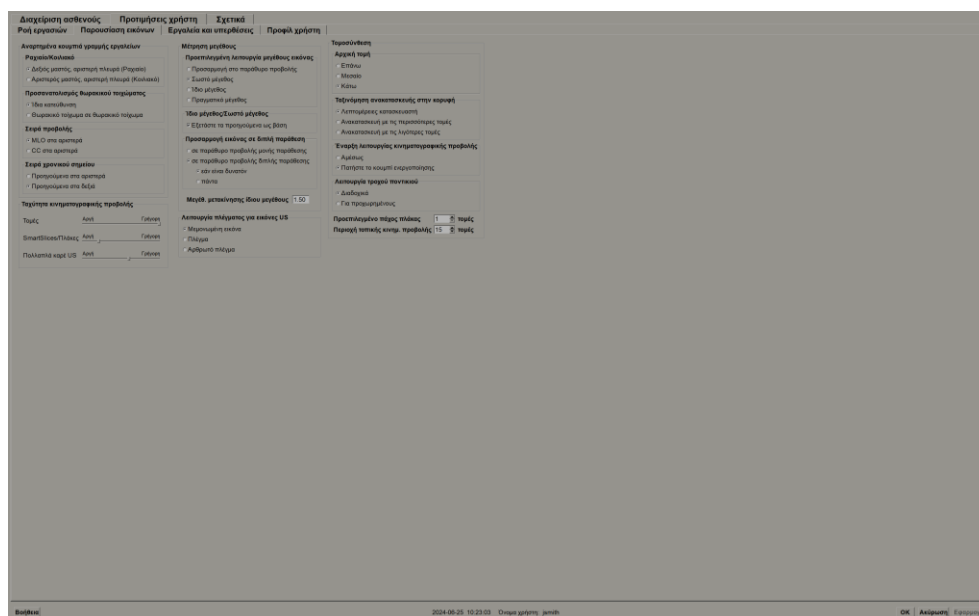 Διαχείριση ασθενούς Προτιμήσεις χρήστη Σχετικά
Ροή εργασιών Παρουσίαση εικόνων Εργαλεία και υπερθέσεις Προφίλ χρήστη
Αναρτημένα κουμπιά γραμμής εργαλείων
Ραχιαίο/Κοιλιακό
Δεξιός μαστός, αριστερή πλευρά (Ραχιαίο)
Αριστερός μαστός, αριστερή πλευρά (Κοιλιακό)
Προσανατολισμός θωρακικού τοιχώματος
Ίδια κατεύθυνση
Θωρακικό τοίχωμα σε θωρακικό τοίχωμα
Σειρά προβολής
MLO στα αριστερά
CC στα αριστερά
Σειρά χρονικού σημείου
Προηγούμενα στα αριστερά
Προηγούμενα στα δεξιά
Ταχύτητα κινηματογραφικής προβολής
Τομές Αργή Γρήγορη
SmartSlices/Πλάκες Αργή Γρήγορη
Πολλαπλά καρέ US Αργή Γρήγορη
Μέτρηση μεγέθους
Προεπιλεγμένη λειτουργία μεγέθους εικόνας
Προσαρμογή στο παράθυρο προβολής
Σωστό μέγεθος
Ίδιο μέγεθος
Πραγματικό μέγεθος
Ίδιο μέγεθος/Σωστό μέγεθος
Εξετάστε τα προηγούμενα ως βάση
Προσαρμογή εικόνας σε διπλή παράθεση
σε παράθυρο προβολής μονής παράθεσης
σε παράθυρο προβολής διπλής παράθεσης
εάν είναι δυνατόν
πάντα
Μεγέθ. μετακίνησης ίδιου μεγέθους 1.50
Λειτουργία πλέγματος για εικόνες US
Μεμονωμένη εικόνα
Πλέγμα
Αρθρωτό πλέγμα
Τομοσύνθεση
Αρχική τομή
Επάνω
Μεσαίο
Κάτω
Ταξινόμηση ανακατασκευής στην κορυφή
Λεπτομέρειες κατασκευαστή
Ανακατασκευή με τις περισσότερες τομές
Ανακατασκευή με τις λιγότερες τομές
Έναρξη λειτουργίας κινηματογραφικής προβολής
Αμέσως
Πατήστε το κουμπί ενεργοποίησης
Λειτουργία τροχού ποντικιού
Διαδοχικά
Για προχωρημένους
Προεπιλεγμένο πάχος πλάκας 1 τομές
Περιοχή τοπικής κινημ. προβολής 15 τομές
Βοήθεια 2024-06-25 10:23:03 Όνομα χρήστη: jsmith OK Ακύρωση